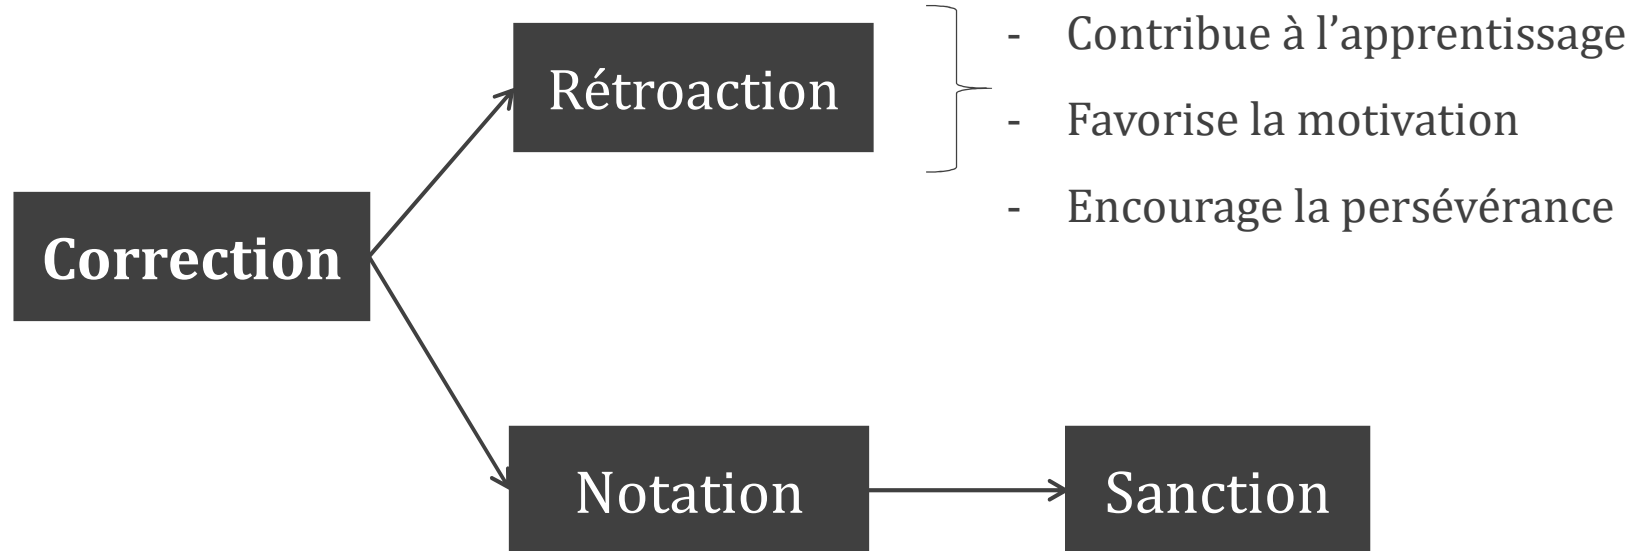 Rétroaction
- Contribue à l’apprentissage
- Favorise la motivation
- Encourage la persévérance
Correction
Notation
Sanction